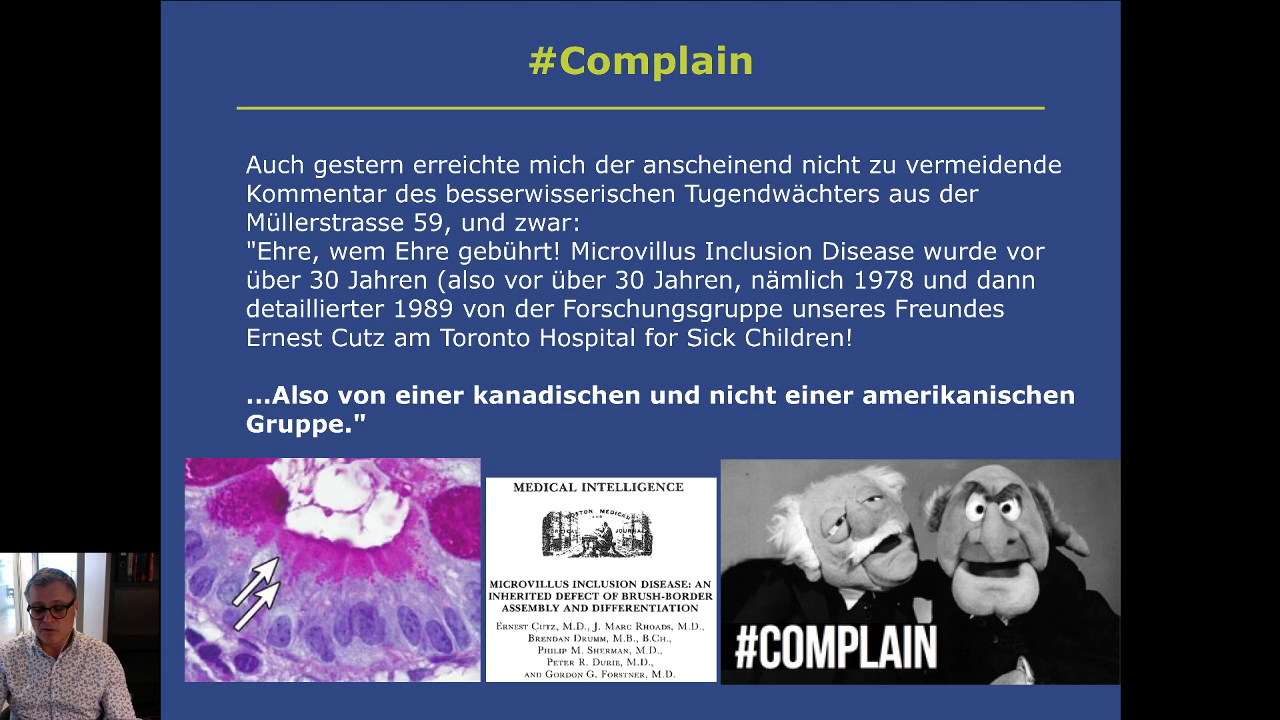 #Complain
Auch gestern erreichte mich der anscheinend nicht zu vermeidende
Kommentar des besserwisserischen Tugendwächters aus der
Müllerstrasse 59, und zwar:
"Ehre, wem Ehre gebührt! Microvillus Inclusion Disease wurde vor
über 30 Jahren (also vor über 30 Jahren, nämlich 1978 und dann
detaillierter 1989 von der Forschungsgruppe unseres Freundes
Ernest Cutz am Toronto Hospital for Sick Children!
...Also von einer kanadischen und nicht einer amerikanischen
Gruppe."
MEDICAL INTELLIGENCE
MICROVILLUS INCLUSION DISEASE: AN
INHERITED DEFECT OF BRUSH-BORDER
ASSEMBLY AND DIFFERENTIATION
Ernest Cutz, M.D., J. Marc Rhoads, M.D.,
Brendan Drumm, M.B., B.Ch.,
Philip M. Sherman, M.D.,
Peter R. Durie, M.D.,
and Gordon G. Forstner, M.D.
#COMPLAIN